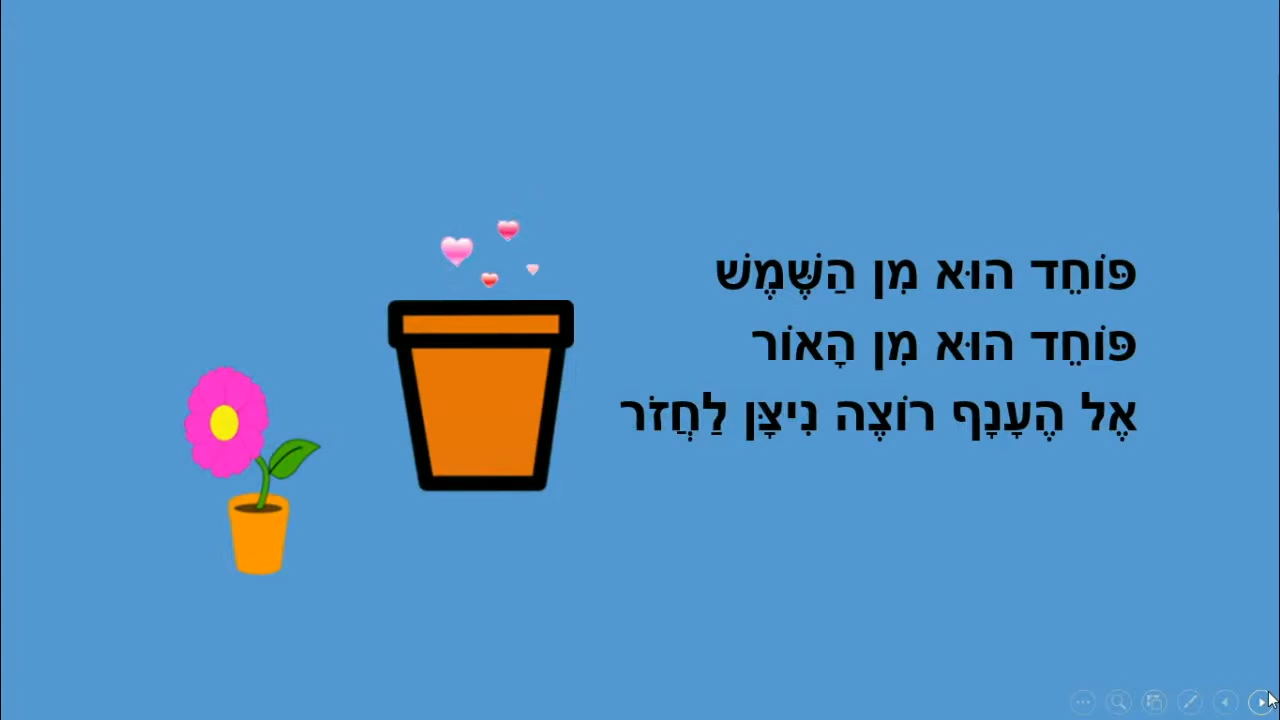 פּוֹחֵד הוּא מִן הַשֶּׁמֶשׁ
פּוֹחֵד הוּא מִן הָאוֹר
אֶל הֶעָנָף רוֹצֶה נִיצָּן לַחֲזֹר